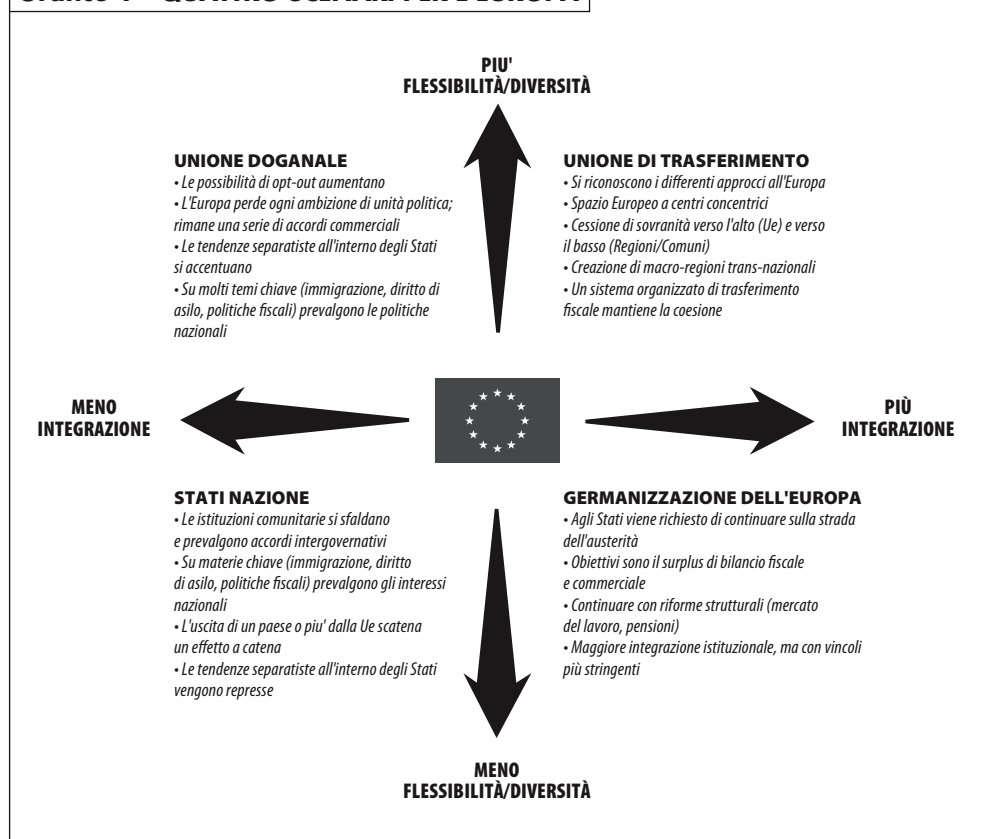 PIU'
FLESSIBILITÀ/DIVERSITÀ
UNIONE DOGANALE
• Le possibilità di opt-out aumentano
• L'Europa perde ogni ambizione di unità politica;
rimane una serie di accordi commerciali
• Le tendenze separatiste all'interno degli Stati
si accentuano
• Su molti temi chiave (immigrazione, diritto di
asilo, politiche fiscali) prevalgono le politiche
nazionali
UNIONE DI TRASFERIMENTO
• Si riconoscono i differenti approcci all'Europa
• Spazio Europeo a centri concentrici
• Cessione di sovranità verso l'alto (Ue) e verso
il basso (Regioni/Comuni)
• Creazione di macro-regioni trans-nazionali
• Un sistema organizzato di trasferimento
fiscale mantiene la coesione
MENO
INTEGRAZIONE
PIÙ
INTEGRAZIONE
STATI NAZIONE
• Le istituzioni comunitarie si sfaldano
e prevalgono accordi intergovernativi
• Su materie chiave (immigrazione, diritto
di asilo, politiche fiscali) prevalgono gli interessi
nazionali
• L'uscita di un paese o piu' dalla Ue scatena
un effetto a catena
• Le tendenze separatiste all'interno degli Stati
vengono represse
GERMANIZZAZIONE DELL'EUROPA
• Agli Stati viene richiesto di continuare sulla strada
dell'austerità
• Obiettivi sono il surplus di bilancio fiscale
e commerciale
• Continuare con riforme strutturali (mercato
del lavoro, pensioni)
• Maggiore integrazione istituzionale, ma con vincoli
più stringenti
MENO
FLESSIBILITÀ/DIVERSITÀ